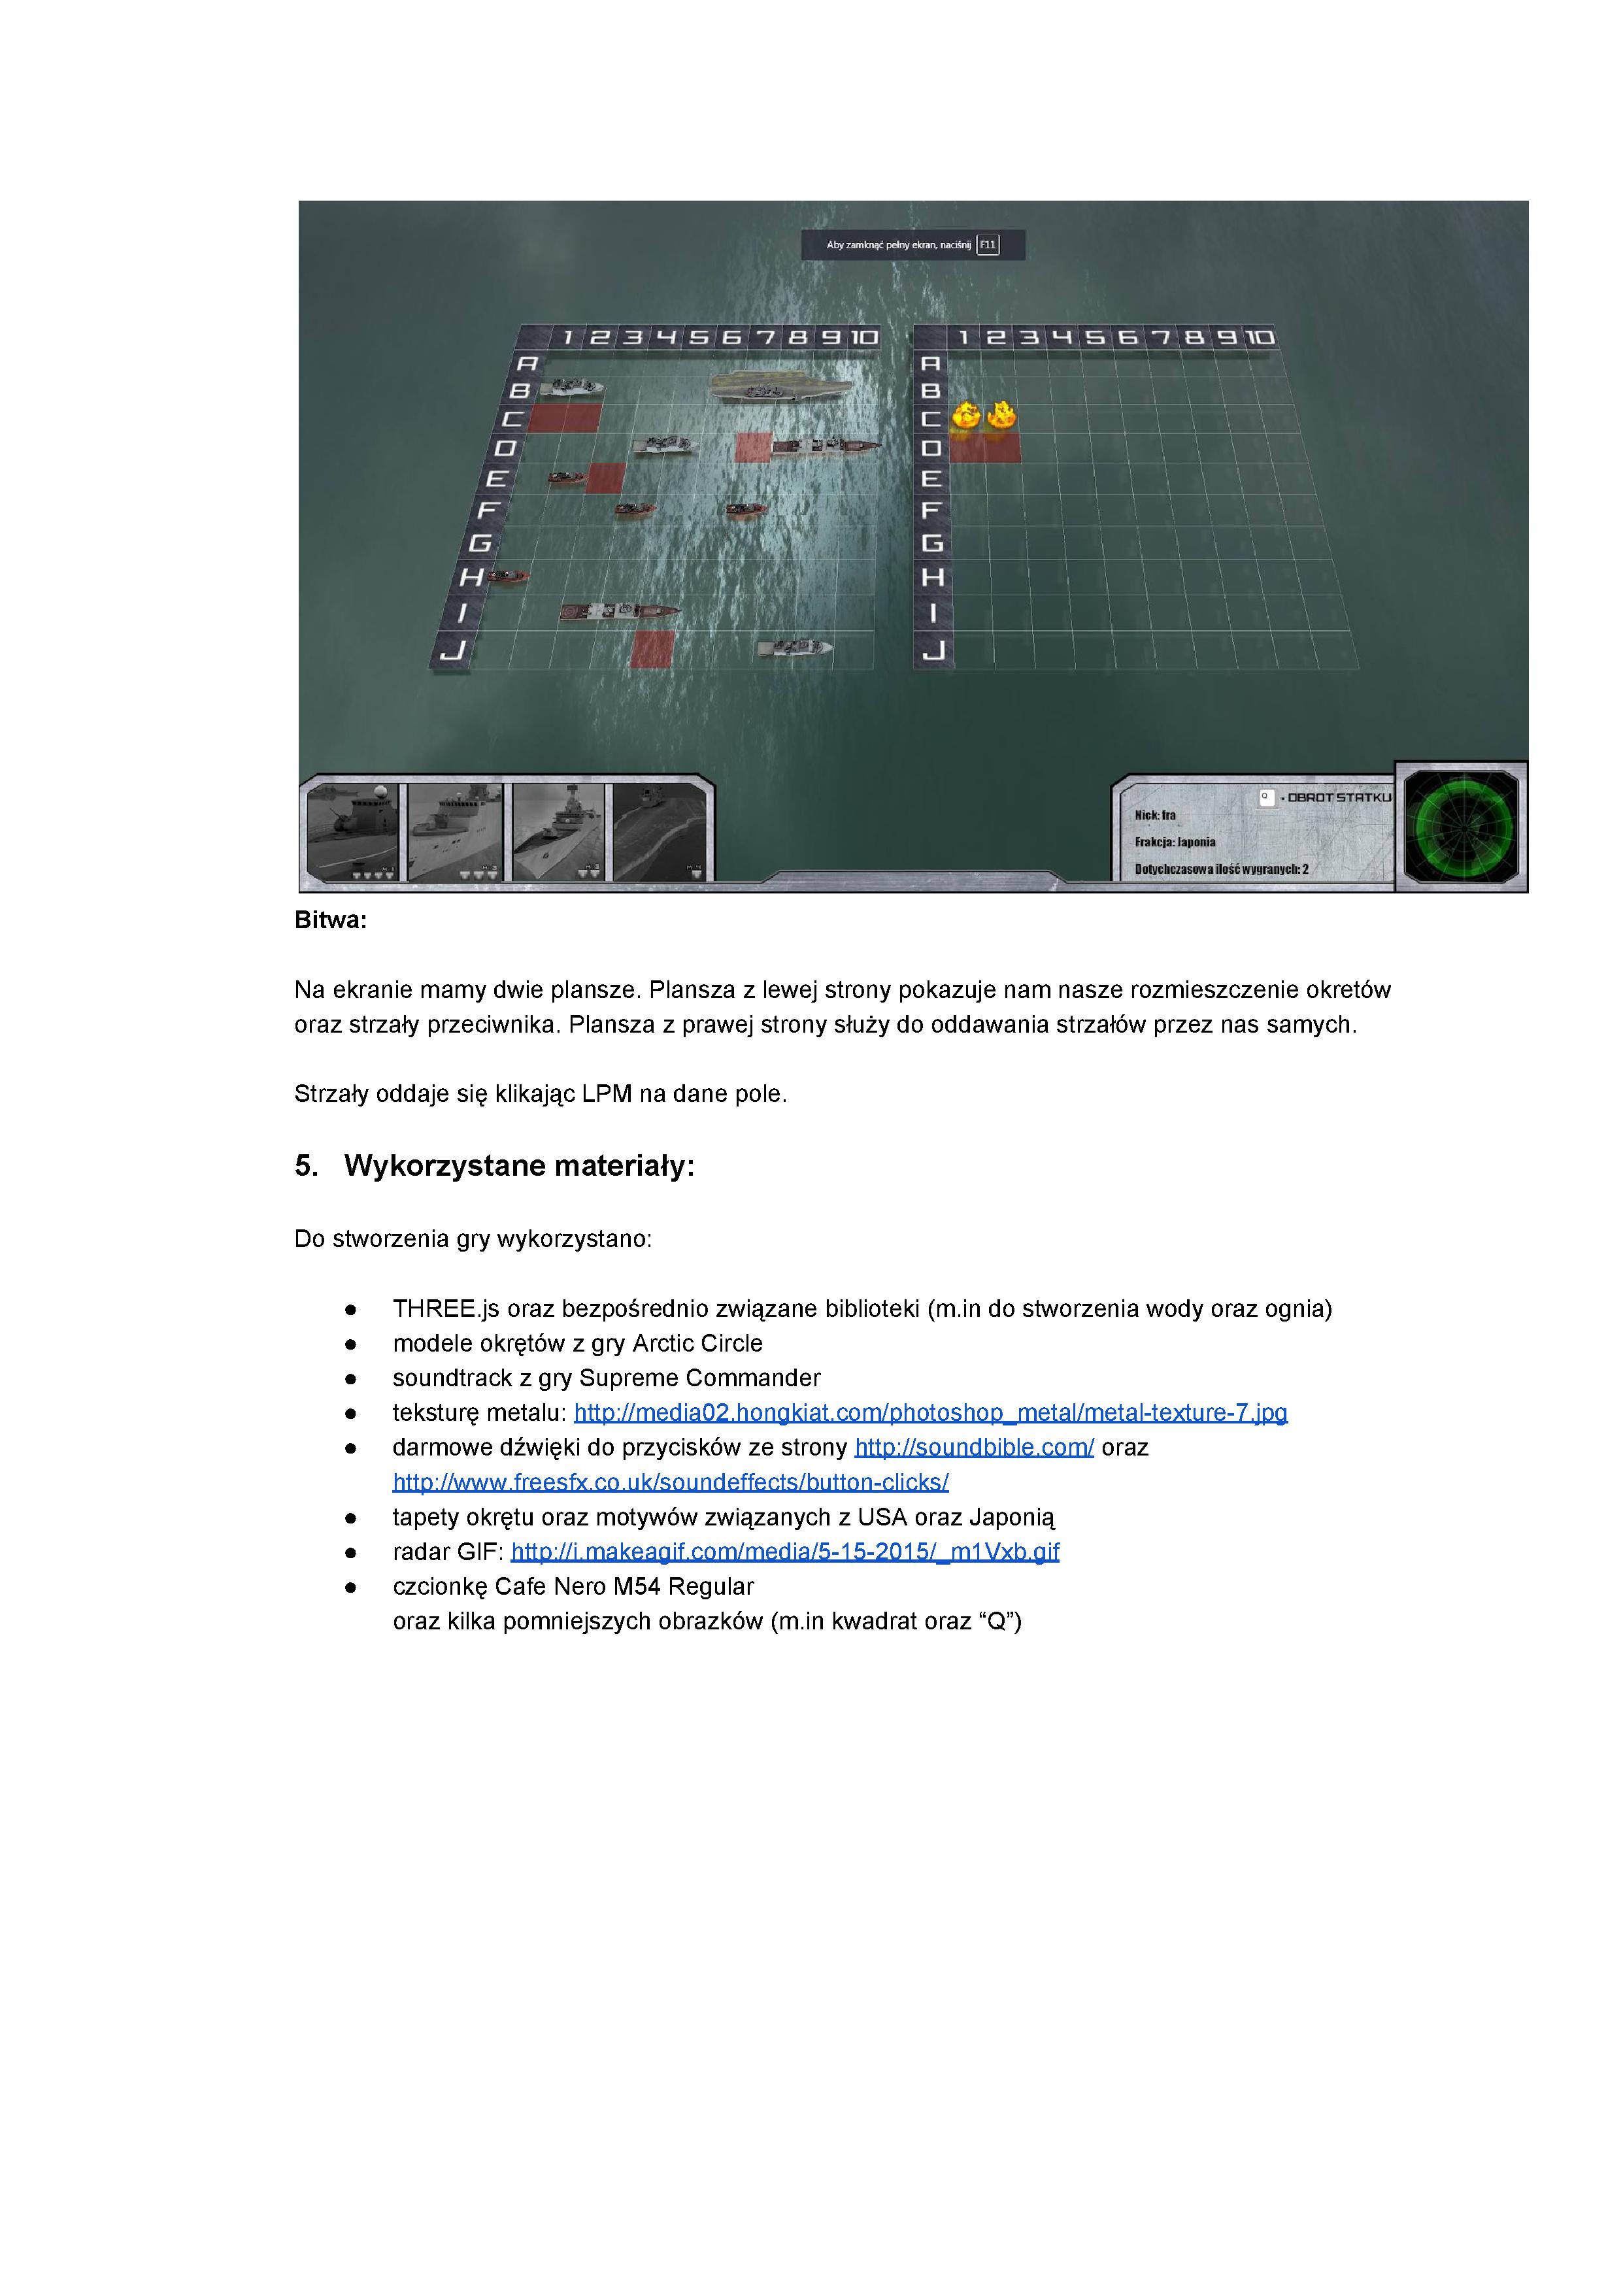 Aby zamknąć pełny ekran, naciśnij F11
1 2 3 4 5 6 7 8 9 10
1 2 3 4 5 6 7 8 9 10
A
A
B
B
C
C
D
D
E
E
F
F
G
G
H
H
I
I
J
J
Q - OBROT STATKU
Nick: Ira
Frakcja: Japonia
Dotychczasowa ilość wygranych: 2
Bitwa:
Na ekranie mamy dwie plansze. Plansza z lewej strony pokazuje nam nasze rozmieszczenie okretów
oraz strzały przeciwnika. Plansza z prawej strony służy do oddawania strzałów przez nas samych.
Strzały oddaje się klikając LPM na dane pole.
5. Wykorzystane materiały:
Do stworzenia gry wykorzystano:
● THREE.js oraz bezpośrednio związane biblioteki (m.in do stworzenia wody oraz ognia)
● modele okrętów z gry Arctic Circle
● soundtrack z gry Supreme Commander
● teksturę metalu: http://media02.hongkiat.com/photoshop_metal/metal-texture-7.jpg
● darmowe dźwięki do przycisków ze strony http://soundbible.com/ oraz
http://www.freesfx.co.uk/soundeffects/button-clicks/
● tapety okrętu oraz motywów związanych z USA oraz Japonią
● radar GIF: http://i.makeagif.com/media/5-15-2015/_m1Vxb.gif
● czcionkę Cafe Nero M54 Regular
oraz kilka pomniejszych obrazków (m.in kwadrat oraz “Q”)